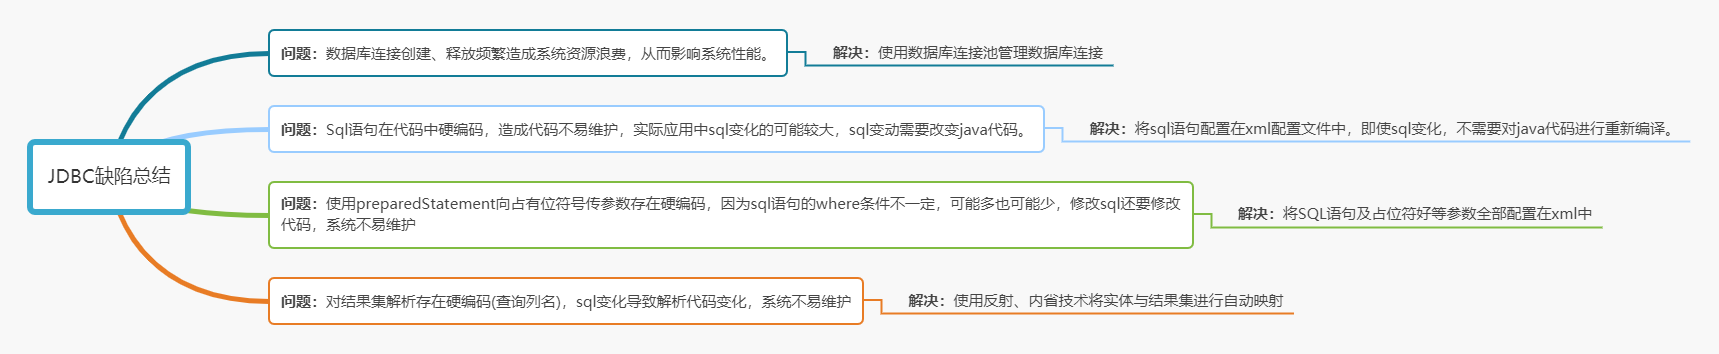 JDBC缺陷总结
问题：数据库连接创建、释放频繁造成系统资源浪费，从而影响系统性能。
解决：使用数据库连接池管理数据库连接
问题：Sql语句在代码中硬编码，造成代码不易维护，实际应用中sql变化的可能较大，sql变动需要改变java代码。
解决：将sql语句配置在xml配置文件中，即使sql变化，不需要对java代码进行重新编译。
问题：使用preparedStatement向占有位符号传参数存在硬编码，因为sql语句的where条件不一定，可能多也可能少，修改sql还要修改
代码，系统不易维护
解决：将SQL语句及占位符好等参数全部配置在xml中
问题：对结果集解析存在硬编码(查询列名)，sql变化导致解析代码变化，系统不易维护
解决：使用反射、内省技术将实体与结果集进行自动映射